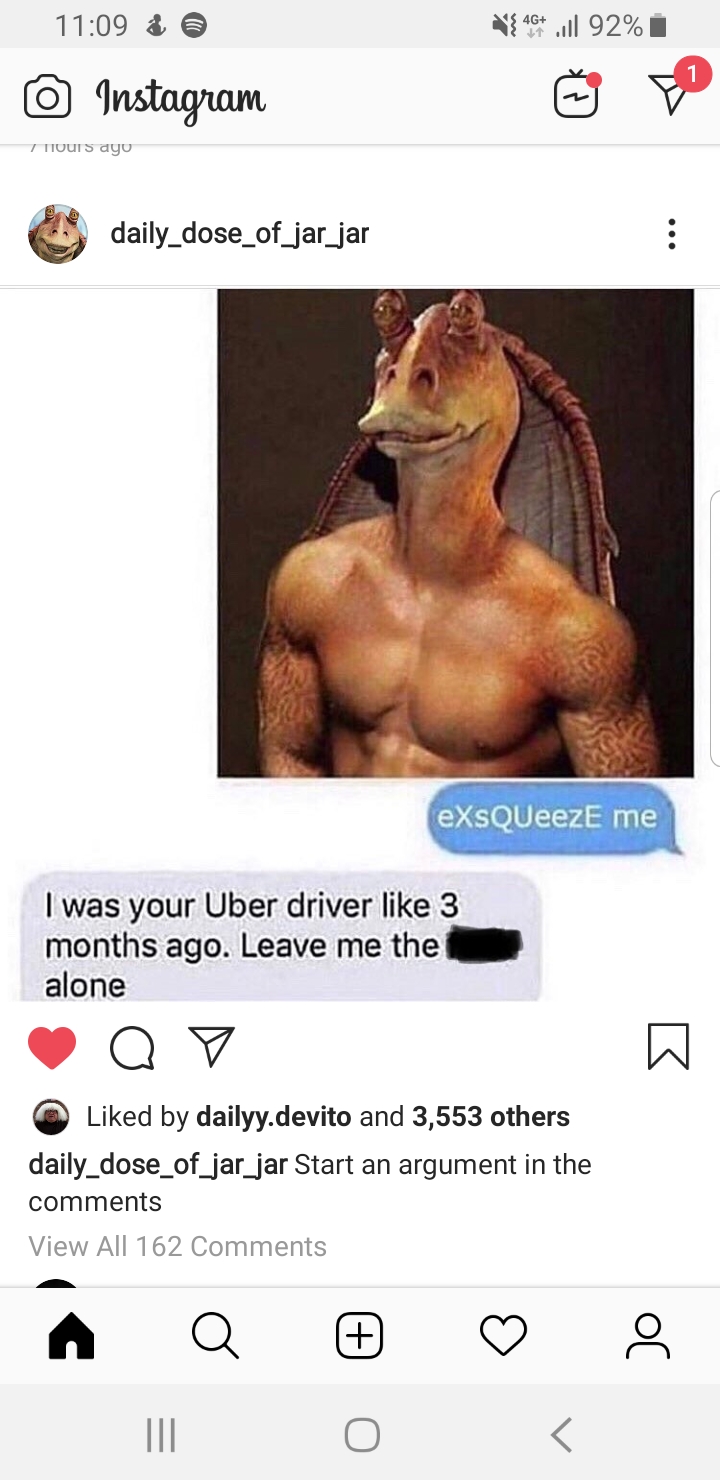 11:09
4G+
92%
Instagram
1
7 hours ago
daily_dose_of_jar_jar
eXsQUeezE me
I was your Uber driver like 3
months ago. Leave me the
alone
Liked by dailyy.devito and 3,553 others
daily_dose_of_jar_jar Start an argument in the
comments
View All 162 Comments